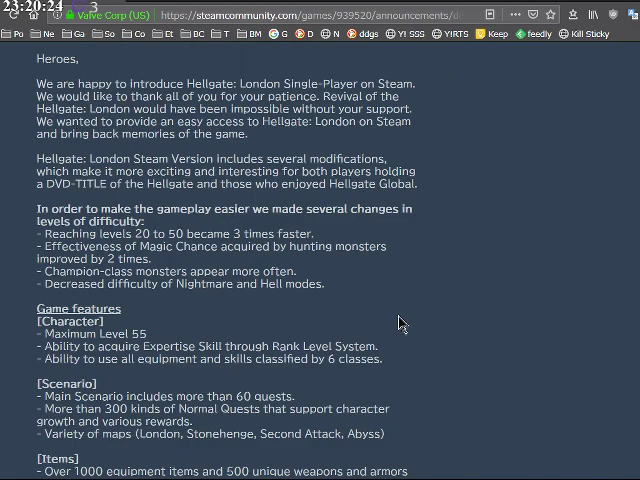 23:20:24
3
Valve Corp (US) https://steamcommunity.com/games/939520/announcements/d
Po Ne Ga So Co Et BC T BM G D N ddgs Y! SSS Y!RTS Keep feedly Kill Sticky
Heroes,
We are happy to introduce Hellgate: London Single-Player on Steam.
We would like to thank all of you for your patience. Revival of the
Hellgate: London would have been impossible without your support.
We wanted to provide an easy access to Hellgate: London on Steam
and bring back memories of the game.
Hellgate: London Steam Version includes several modifications,
which make it more exciting and interesting for both players holding
a DVD-TITLE of the Hellgate and those who enjoyed Hellgate Global.
In order to make the gameplay easier we made several changes in
levels of difficulty:
- Reaching levels 20 to 50 became 3 times faster.
- Effectiveness of Magic Chance acquired by hunting monsters
improved by 2 times.
- Champion-class monsters appear more often.
- Decreased difficulty of Nightmare and Hell modes.
Game features
[Character]
- Maximum Level 55
- Ability to acquire Expertise Skill through Rank Level System.
- Ability to use all equipment and skills classified by 6 classes.
[Scenario]
- Main Scenario includes more than 60 quests.
- More than 300 kinds of Normal Quests that support character
growth and various rewards.
- Variety of maps (London, Stonehenge, Second Attack, Abyss)
[Items]
- Over 1000 equipment items and 500 unique weapons and armors